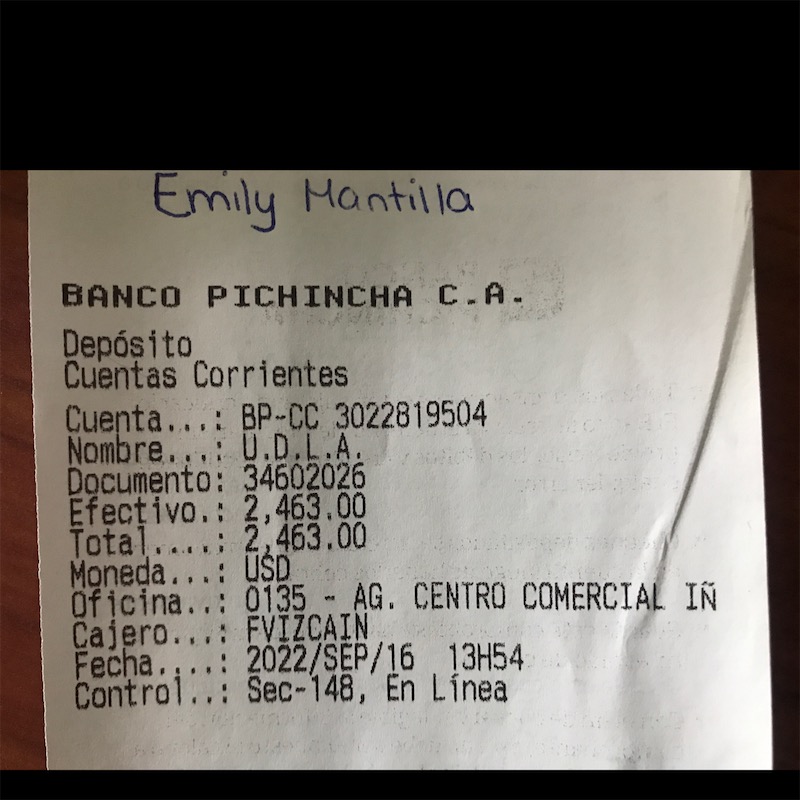 Emily Mantilla
BANCO PICHINCHA C.A.
Depósito
Cuentas Corrientes
Cuenta...: BP-CC 3022819504
Nombre...: U.D.L.A.
Documento: 34602026
Efectivo.: 2,463.00
Total....: 2,463.00
Moneda...: USD
Oficina..: 0135 - AG. CENTRO COMERCIAL IÑ
Cajero...: FVIZCAIN
Fecha....: 2022/SEP/16 13H54
Control..: Sec-148, En Línea